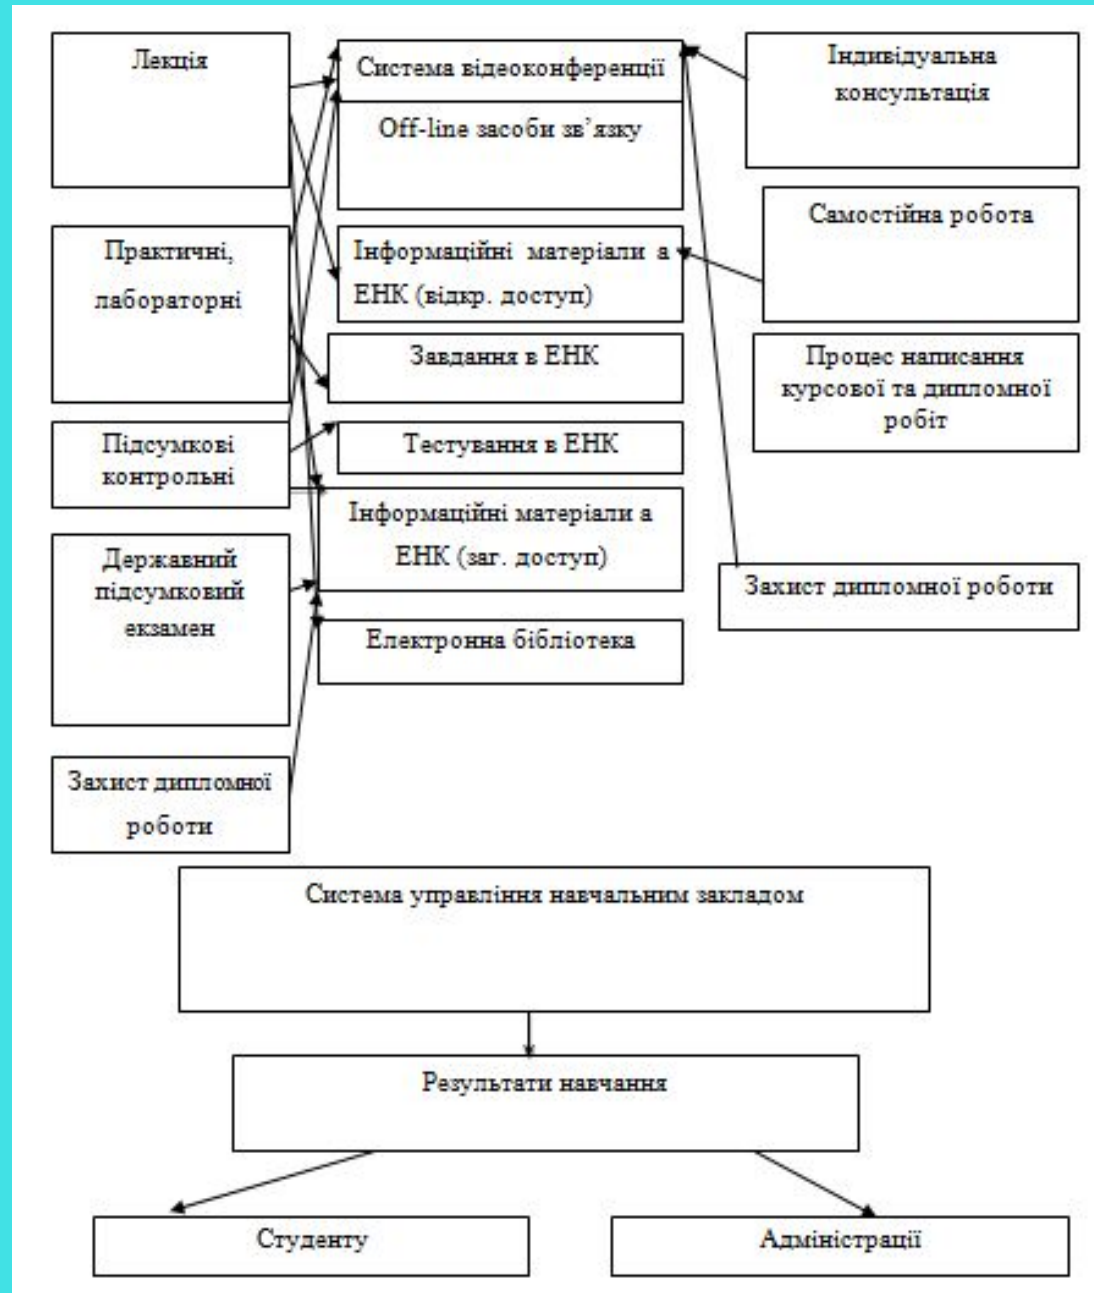 Лекція
Практичні,
лабораторні
Підсумкові
контрольні
Державний
підсумковий
екзамен
Захист дипломної
роботи
Система відеоконференції
Off-line засоби зв’язку
Інформаційні матеріали а
ЕНК (відкр. доступ)
Завдання в ЕНК
Тестування в ЕНК
Інформаційні матеріали а
ЕНК (заг. доступ)
Електронна бібліотека
Індивідуальна
консультація
Самостійна робота
Процес написання
курсової та дипломної
робіт
Захист дипломної роботи
Система управління навчальним закладом
Результати навчання
Студенту
Адміністрації